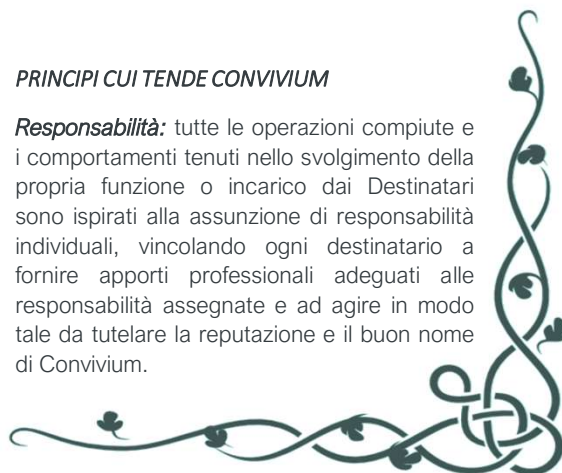 PRINCIPI CUI TENDE CONVIVIUM
Responsabilità: tutte le operazioni compiute e
i comportamenti tenuti nello svolgimento della
propria funzione o incarico dai Destinatari
sono ispirati alla assunzione di responsabilità
individuali, vincolando ogni destinatario a
fornire apporti professionali adeguati alle
responsabilità assegnate e ad agire in modo
tale da tutelare la reputazione e il buon nome
di Convivium.